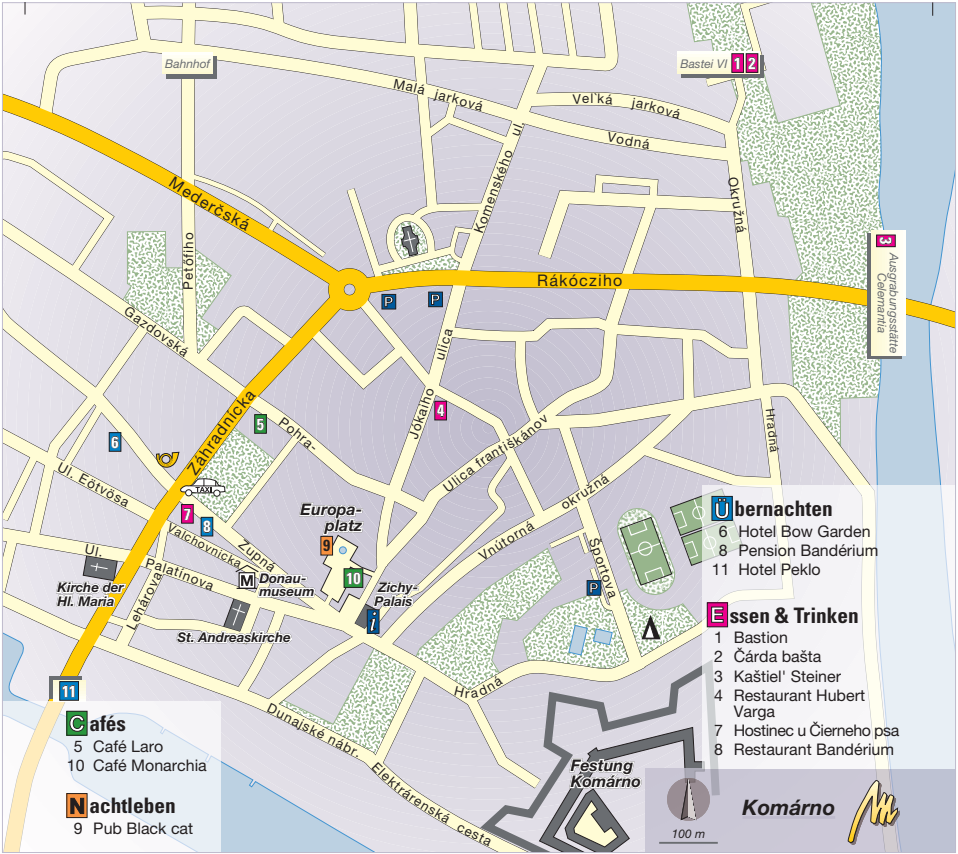 Bahnhof
Bastei VI 1 2
Malá jarková
Veľká jarková
Vodná
Komenského ul.
Okružná
Mederčská
Petőfiho
3 Ausgrabungsstätte
Celemantia
Rákócziho
P
P
Gazdovská
Jókaiho ulica
4
5
Pohra-
Záhradnícka
Hradná
6
Ulica františkánov
Ul. Eötvösa
TAXI
7
8
Vnútorná okružná
Valchovnícka
Župná
Europa-
platz
9
10
Športova
P
Ul. Palatínova
Kirche der
Hl. Maria
Lehárova
M Donau-
museum
Zichy-
Palais
i
St. Andreaskirche
Hradná
11
Dunajské nábr.
Elektrárenská cesta
Festung
Komárno
Cafés
5 Café Laro
10 Café Monarchia
Nachtleben
9 Pub Black cat
Übernachten
6 Hotel Bow Garden
8 Pension Bandérium
11 Hotel Peklo
Essen & Trinken
1 Bastion
2 Čárda bašta
3 Kaštiel' Steiner
4 Restaurant Hubert
Varga
7 Hostinec u Čierneho psa
8 Restaurant Bandérium
100 m
Komárno